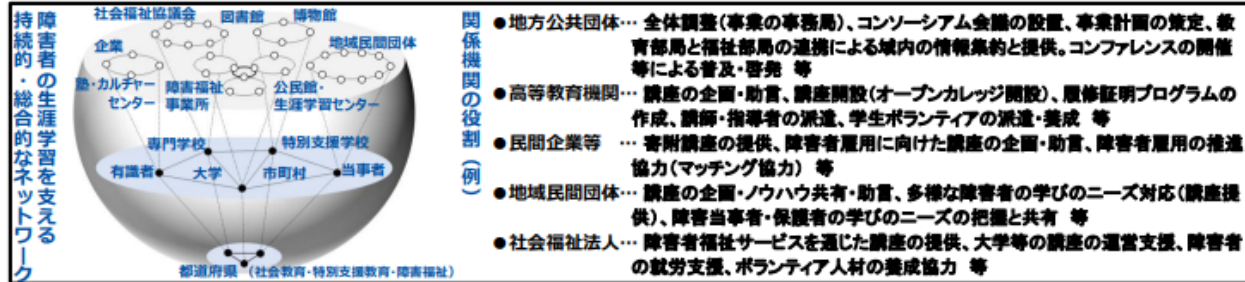 障害者の生涯学習を支える
持続的・総合的なネットワーク
社会福祉協議会
図書館
博物館
企業
地域民間団体
塾・カルチャー
センター
障害福祉
事業所
公民館・
生涯学習センター
専門学校
特別支援学校
有識者
大学
市町村
当事者
都道府県（社会教育・特別支援教育・障害福祉）
関係機関の役割（例）
●地方公共団体… 全体調整（事業の事務局）、コンソーシアム会議の設置、事業計画の策定、教
育部局と福祉部局の連携による域内の情報集約と提供。コンファレンスの開催
等による普及・啓発 等
●高等教育機関… 講座の企画・助言、講座開設（オープンカレッジ開設）、履修証明プログラムの
作成、講師・指導者の派遣、学生ボランティアの派遣・養成 等
●民間企業等 … 寄附講座の提供、障害者雇用に向けた講座の企画・助言、障害者雇用の推進
協力（マッチング協力） 等
●地域民間団体… 講座の企画・ノウハウ共有・助言、多様な障害者の学びのニーズ対応（講座提
供）、障害当事者・保護者の学びのニーズの把握と共有 等
●社会福祉法人… 障害者福祉サービスを通じた講座の提供、大学等の講座の運営支援、障害者
の就労支援、ボランティア人材の養成協力 等